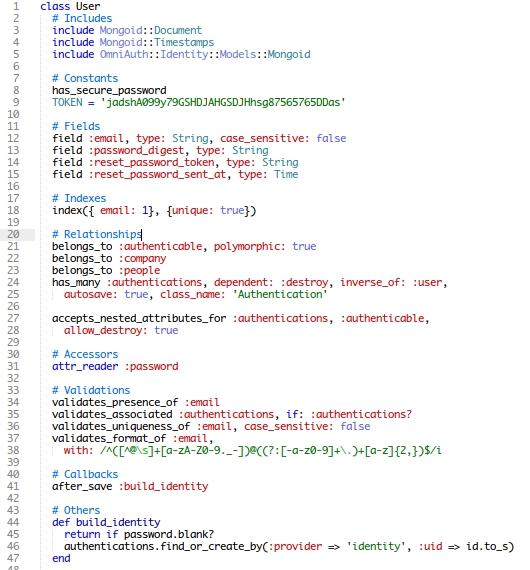 1 class User
2 # Includes
3 include Mongoid::Document
4 include Mongoid::Timestamps
5 include OmniAuth::Identity::Models::Mongoid
6
7 # Constants
8 has_secure_password
9 TOKEN = 'jadshA099y79GSHDJAHGSDJHhsg87565765DDas'
10
11 # Fields
12 field :email, type: String, case_sensitive: false
13 field :password_digest, type: String
14 field :reset_password_token, type: String
15 field :reset_password_sent_at, type: Time
16
17 # Indexes
18 index({ email: 1}, {unique: true})
19
20 # Relationships
21 belongs_to :authenticable, polymorphic: true
22 belongs_to :company
23 belongs_to :people
24 has_many :authentications, dependent: :destroy, inverse_of: :user,
25 autosave: true, class_name: 'Authentication'
26
27 accepts_nested_attributes_for :authentications, :authenticable,
28 allow_destroy: true
29
30 # Accessors
31 attr_reader :password
32
33 # Validations
34 validates_presence_of :email
35 validates_associated :authentications, if: :authentications?
36 validates_uniqueness_of :email, case_sensitive: false
37 validates_format_of :email,
38 with: /^([^@\s]+[a-zA-Z0-9._-])@((?:[-a-z0-9]+\.)+[a-z]{2,})$/i
39
40 # Callbacks
41 after_save :build_identity
42
43 # Others
44 def build_identity
45 return if password.blank?
46 authentications.find_or_create_by(:provider => 'identity', :uid => id.to_s)
47 end
48